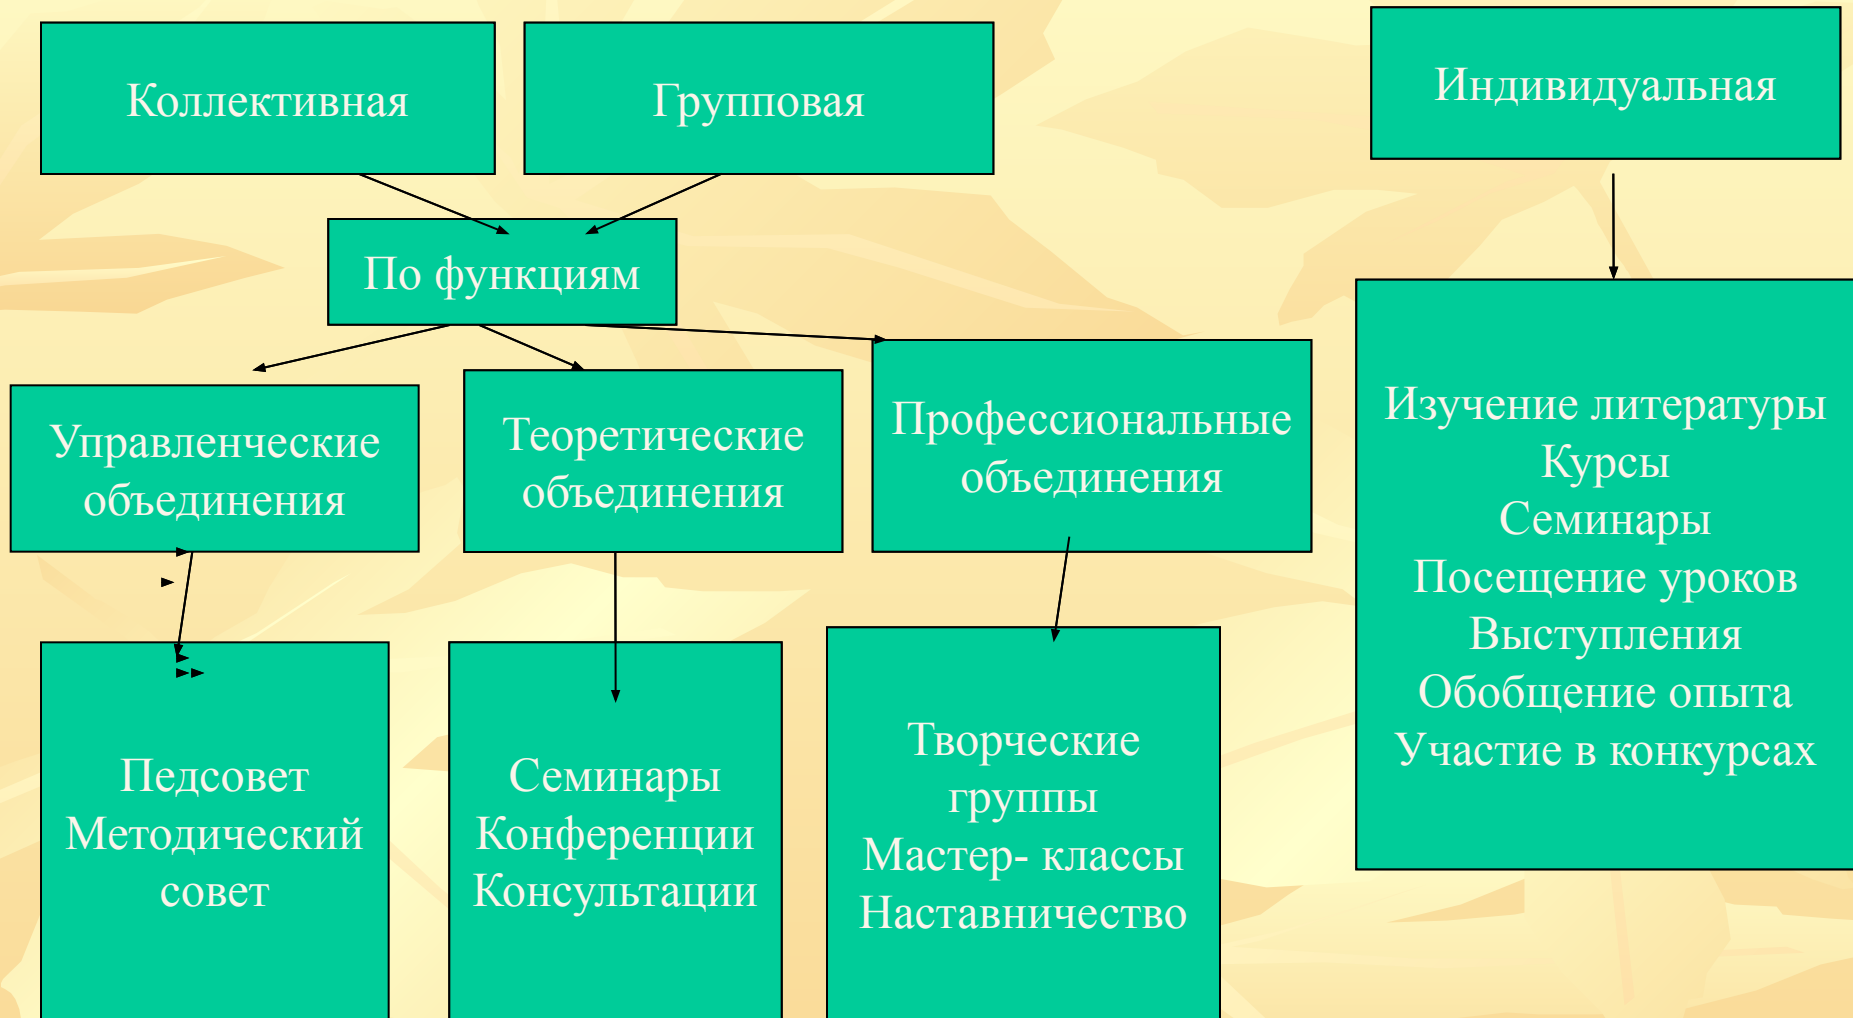 Коллективная
Групповая
Индивидуальная
По функциям
Управленческие
объединения
Теоретические
объединения
Профессиональные
объединения
Изучение литературы
Курсы
Семинары
Посещение уроков
Выступления
Обобщение опыта
Участие в конкурсах
Педсовет
Методический
совет
Семинары
Конференции
Консультации
Творческие
группы
Мастер- классы
Наставничество